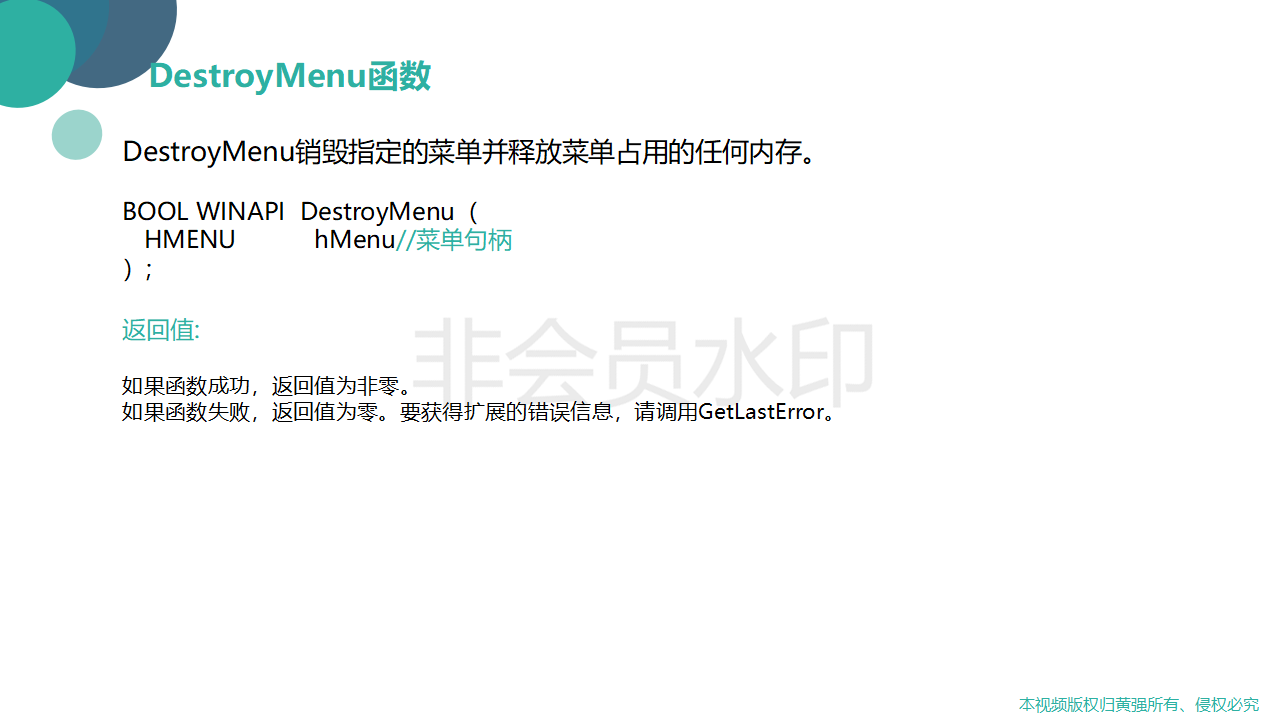 DestroyMenu函数
DestroyMenu销毁指定的菜单并释放菜单占用的任何内存。
BOOL WINAPI  DestroyMenu（
HMENU           hMenu//菜单句柄
）;
返回值:
非会员水印
如果函数成功，返回值为非零。
如果函数失败，返回值为零。要获得扩展的错误信息，请调用GetLastError。
本视频版权归黄强所有、侵权必究